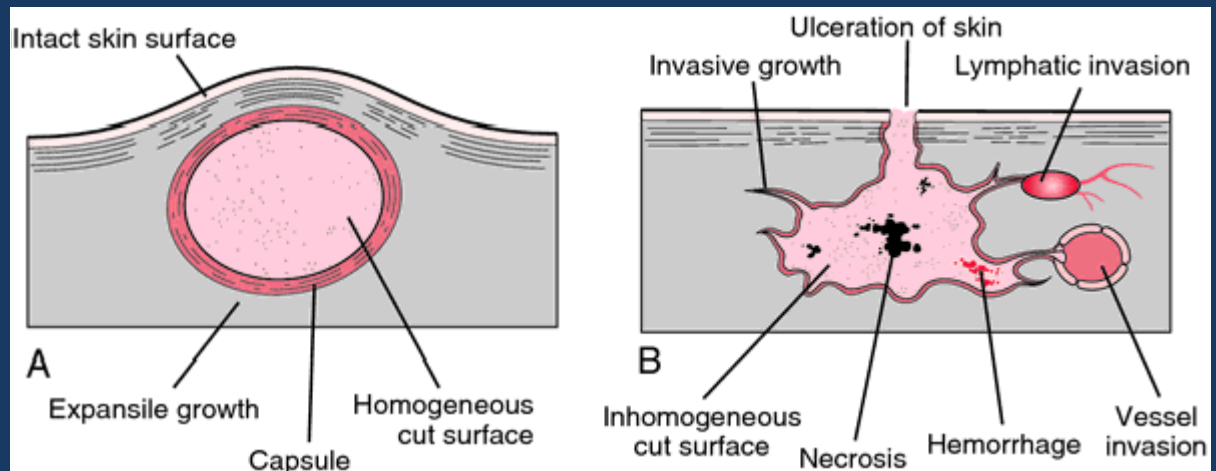 Intact skin surface
A
Expansile growth
Capsule
Homogeneous
cut surface
Ulceration of skin
Invasive growth
Lymphatic invasion
B
Inhomogeneous
cut surface
Necrosis
Hemorrhage
Vessel
invasion